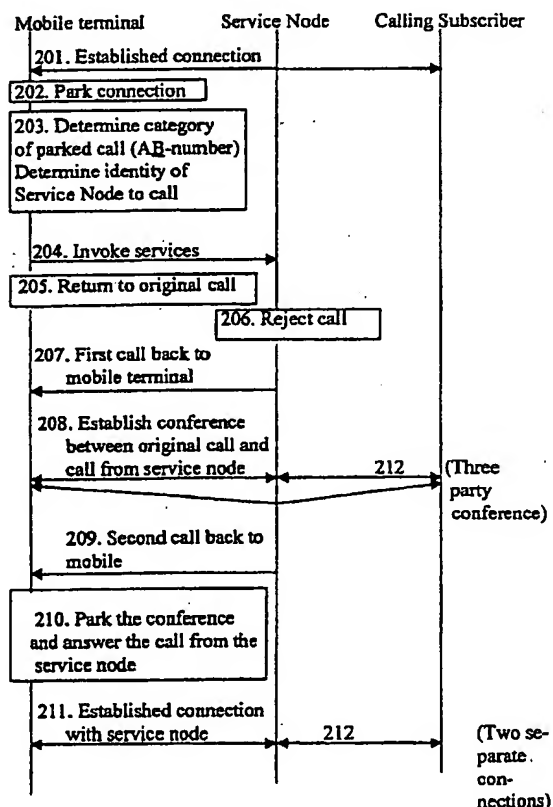 Mobile terminal Service Node Calling Subscriber
201. Established connection
202. Park connection
203. Determine category
of parked call (AB-number)
Determine identity of
Service Node to call
204. Invoke services
205. Return to original call
206. Reject call
207. First call back to
mobile terminal
208. Establish conference
between original call and
call from service node
212
(Three
party
conference)
209. Second call back to
mobile
210. Park the conference
and answer the call from the
service node
211. Established connection
with service node
212
(Two se-
parate.
con-
nections)